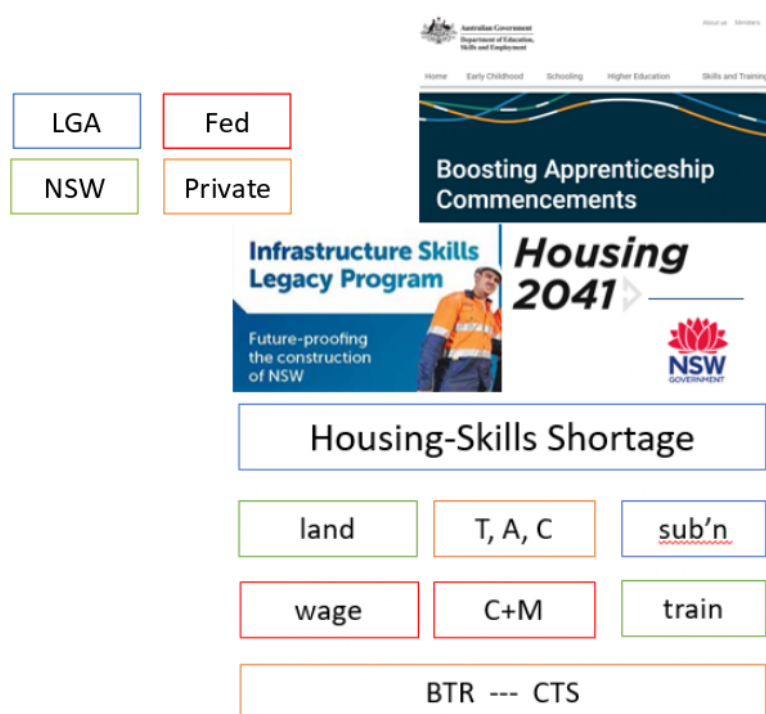 Australian Government
Department of Education,
Skills and Employment
About us Ministers
Home Early Childhood Schooling Higher Education Skills and Training
LGA Fed
NSW Private
Boosting Apprenticeship
Commencements
Infrastructure Skills
Legacy Program
Future-proofing
the construction
of NSW
Housing
2041
NSW
GOVERNMENT
Housing-Skills Shortage
land T, A, C sub’n
wage C+M train
BTR --- CTS